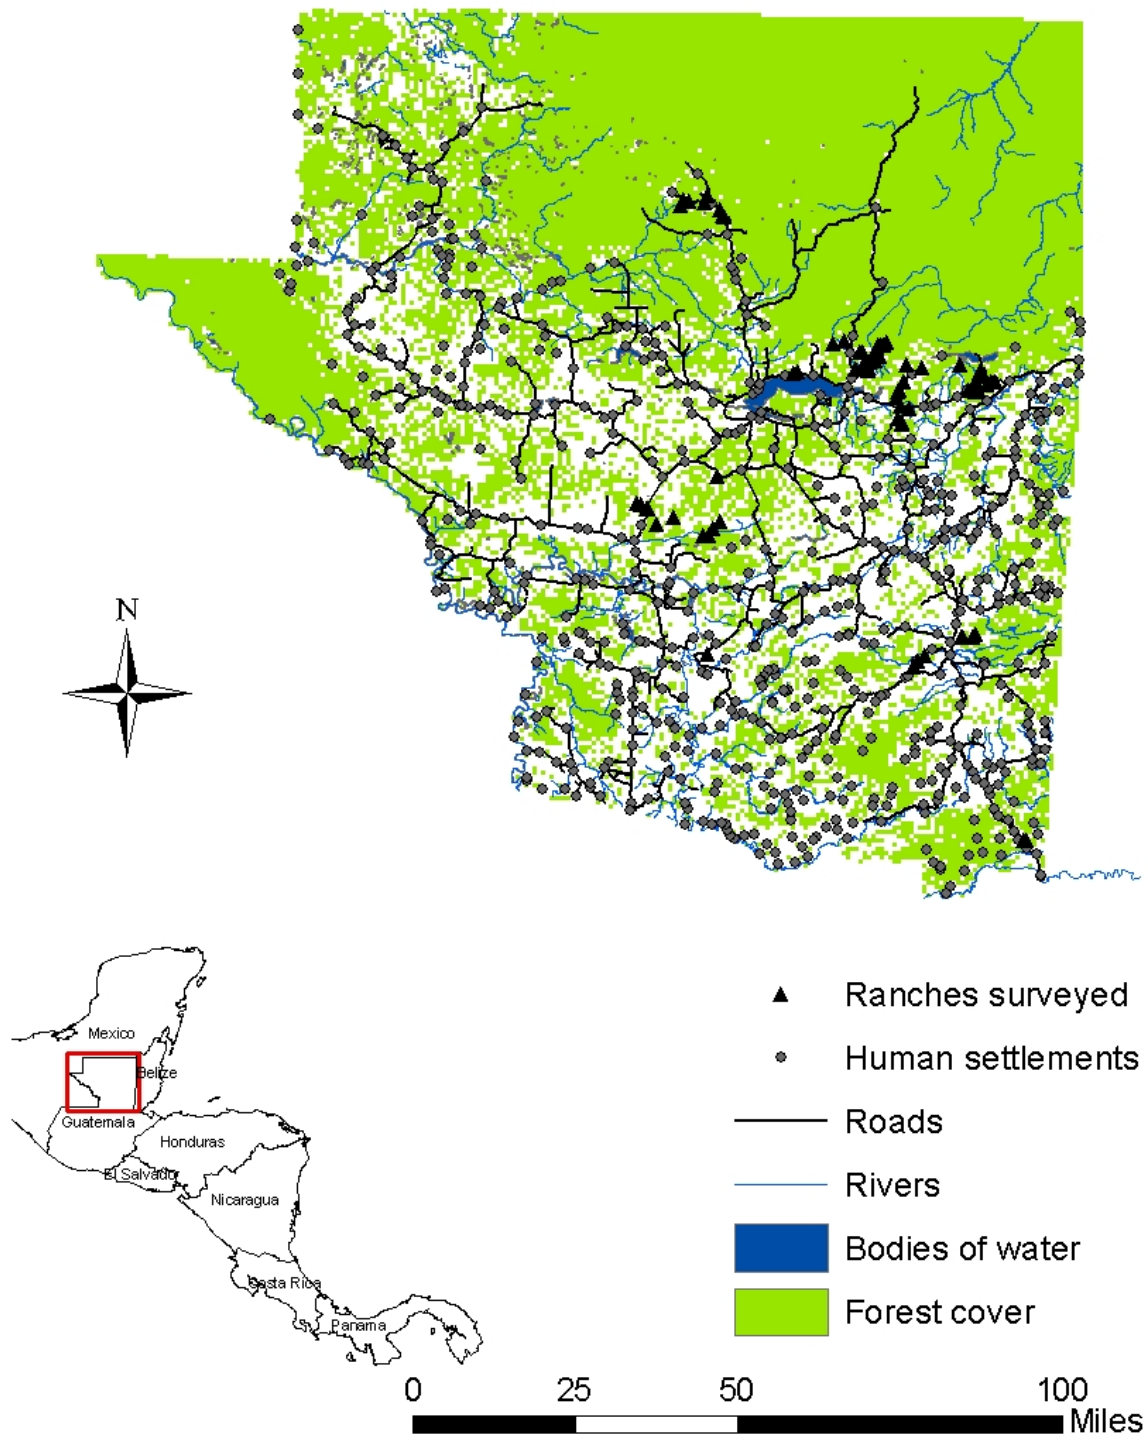 N
Mexico
Belize
Guatemala
Honduras
El Salvador
Nicaragua
Costa Rica
Panama
Ranches surveyed
Human settlements
Roads
Rivers
Bodies of water
Forest cover
0 25 50 100
Miles